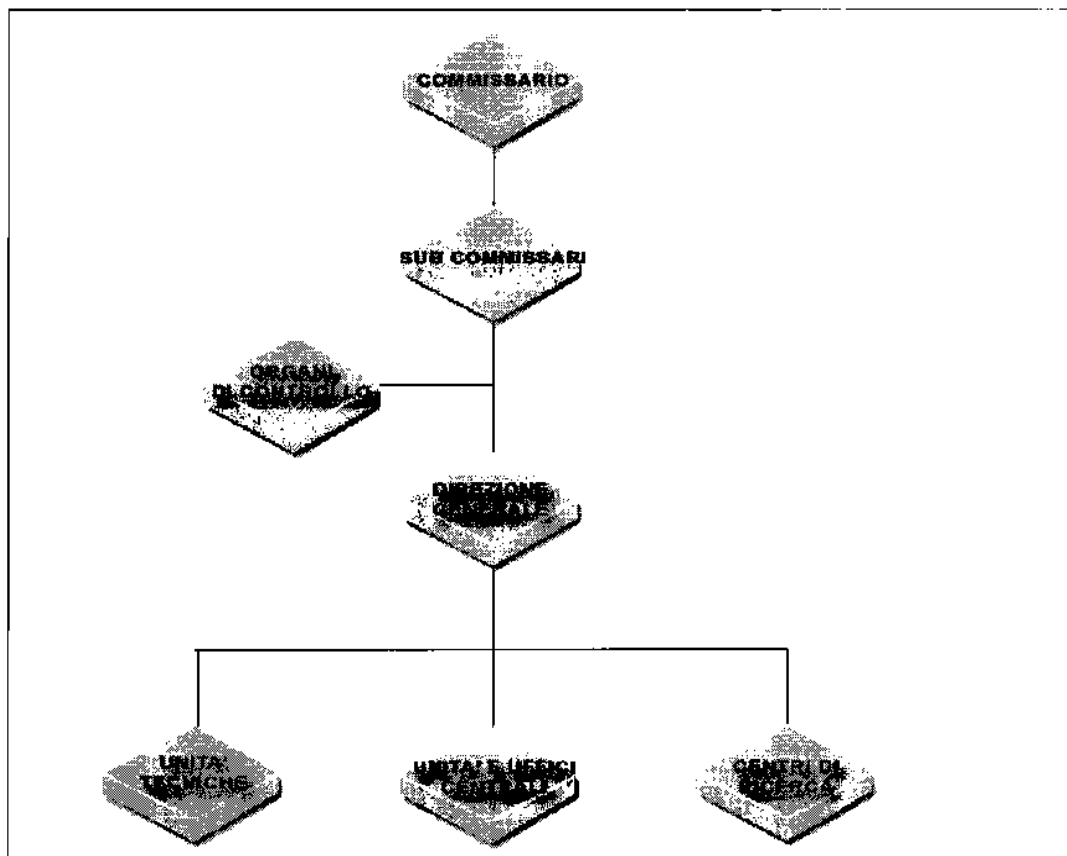 COMMISSARIO
SUB COMMISSARI
ORGANI
DI CONTROLLO
DIREZIONE
GENERALE
UNITA'
TECNICHE
UNITA' E UFFICI
CENTRALI
CENTRI DI
RICERCA